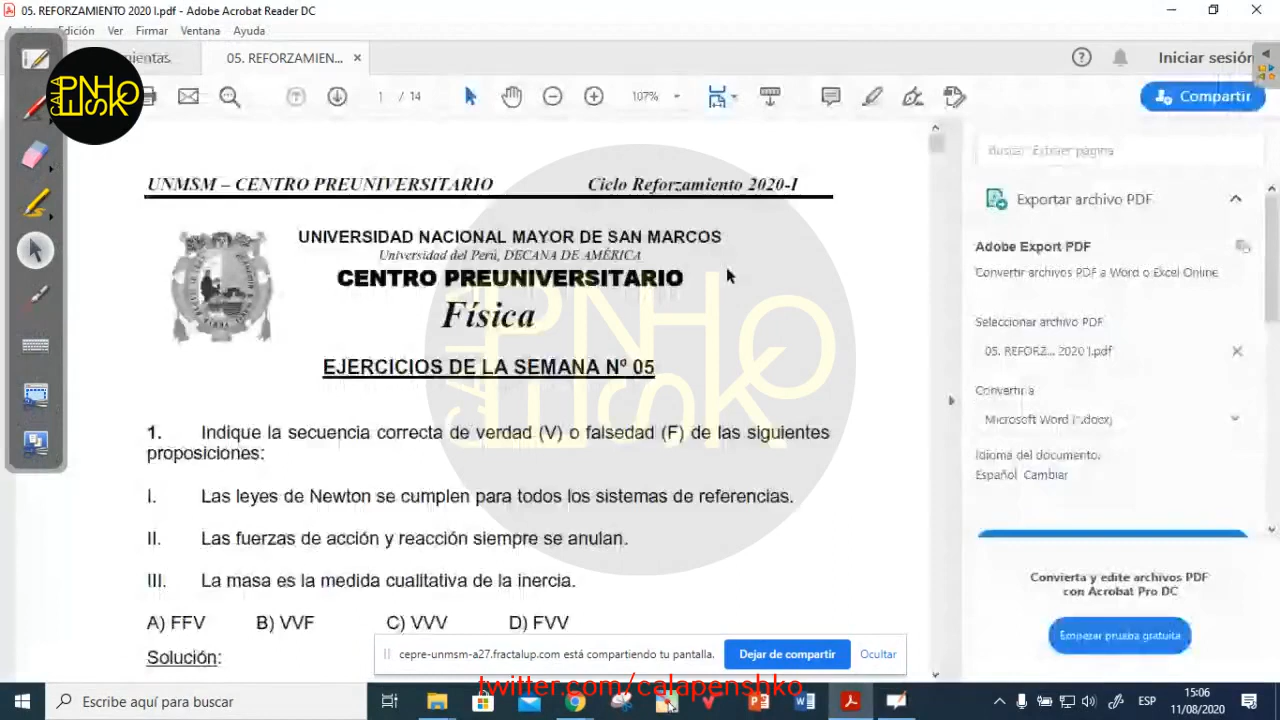 05. REFORZAMIENTO 2020 I.pdf - Adobe Acrobat Reader DC
Edición Ver Firmar Ventana Ayuda
05. REFORZAMIEN...
Iniciar sesión
1 / 14
107%
Compartir
CALA
PNHO
ESK
UNMSM – CENTRO PREUNIVERSITARIO Ciclo Reforzamiento 2020-I
UNIVERSIDAD NACIONAL MAYOR DE SAN MARCOS
Universidad del Perú, DECANA DE AMÉRICA
CENTRO PREUNIVERSITARIO
Física
EJERCICIOS DE LA SEMANA Nº 05
1. Indique la secuencia correcta de verdad (V) o falsedad (F) de las siguientes
proposiciones:
I. Las leyes de Newton se cumplen para todos los sistemas de referencias.
II. Las fuerzas de acción y reacción siempre se anulan.
III. La masa es la medida cualitativa de la inercia.
A) FFV B) VVF C) VVV D) FVV
Solución:
Buscar 'Extraer página'
Exportar archivo PDF
Adobe Export PDF
Convertir archivos PDF a Word o Excel Online
Seleccionar archivo PDF
05. REFORZ... 2020 I.pdf
Convertir a
Microsoft Word (*.docx)
Idioma del documento:
Español Cambiar
Convierta y edite archivos PDF
con Acrobat Pro DC
Empezar prueba gratuita
cepre-unmsm-a27.fractalup.com está compartiendo tu pantalla.
Dejar de compartir
Ocultar
twitter.com/calapenshko
Escribe aquí para buscar
ESP
15:06
11/08/2020